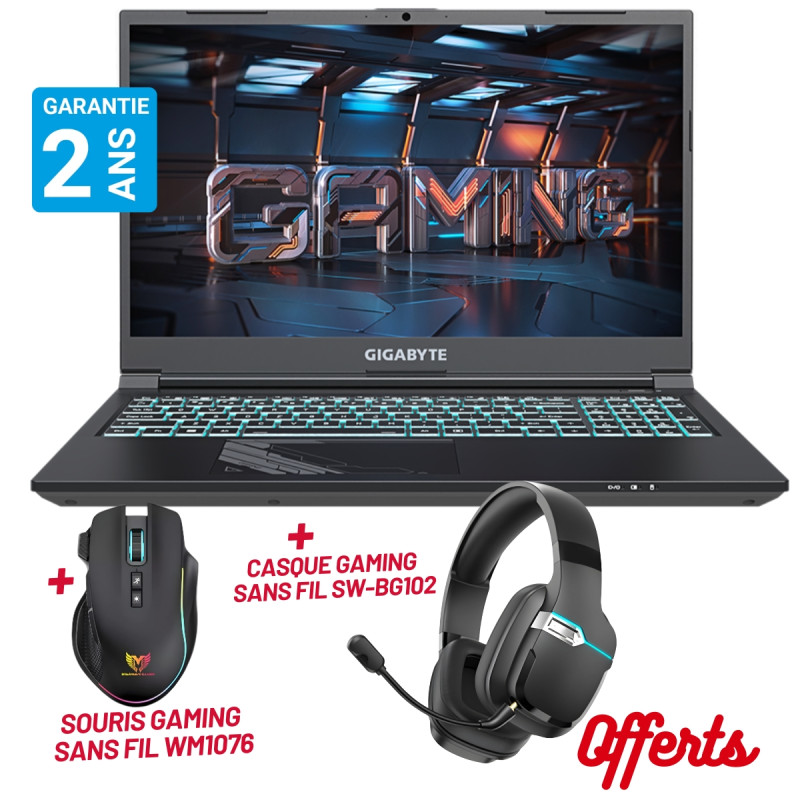 GARANTIE
2 ANS
GAMING
GIGABYTE
+
+
CASQUE GAMING
SANS FIL SW-BG102
M
SOURIS GAMING
SANS FIL WM1076
Offerts